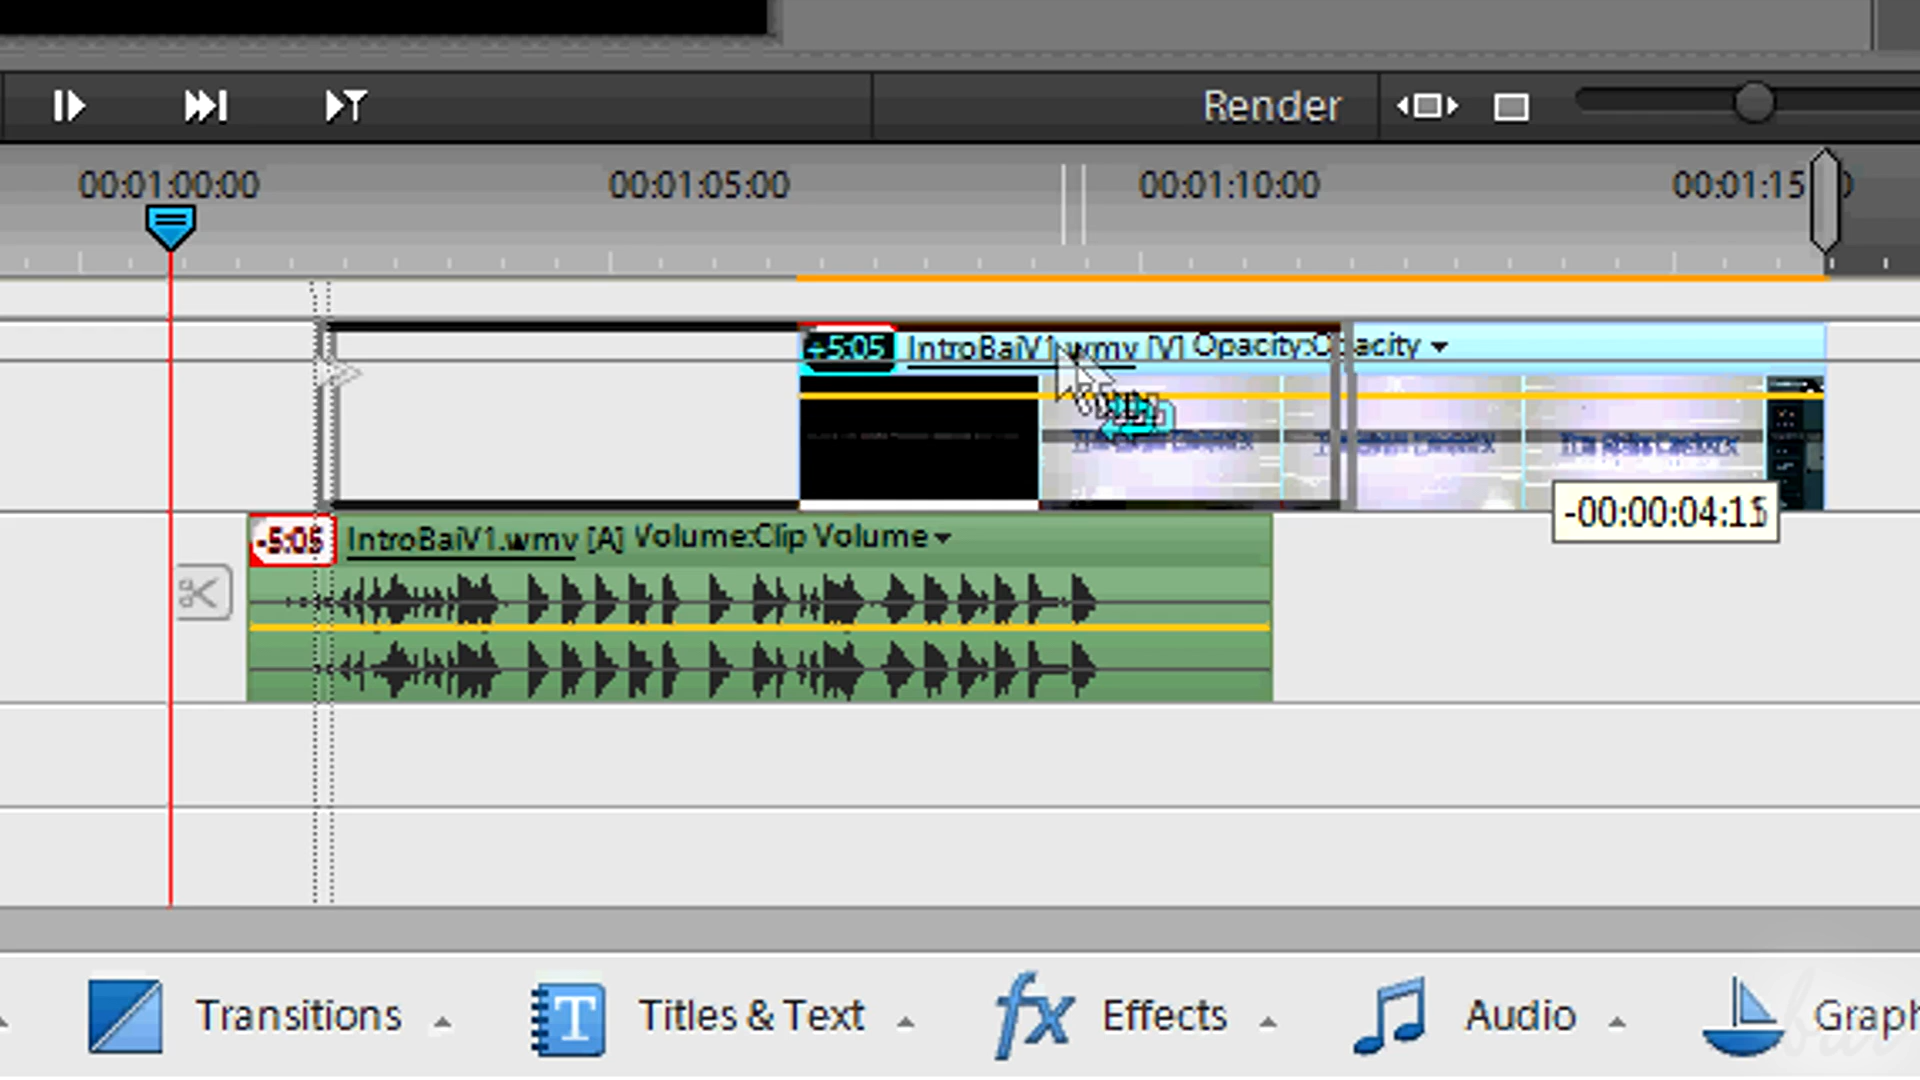 Render
00:01:00:00 00:01:05:00 00:01:10:00 00:01:15
+5:05 IntroBaiV1.wmv [V] Opacity:Opacity
-00:00:04:15
-5:05 IntroBaiV1.wmv [A] Volume:Clip Volume
Transitions Titles & Text Effects Audio Graph